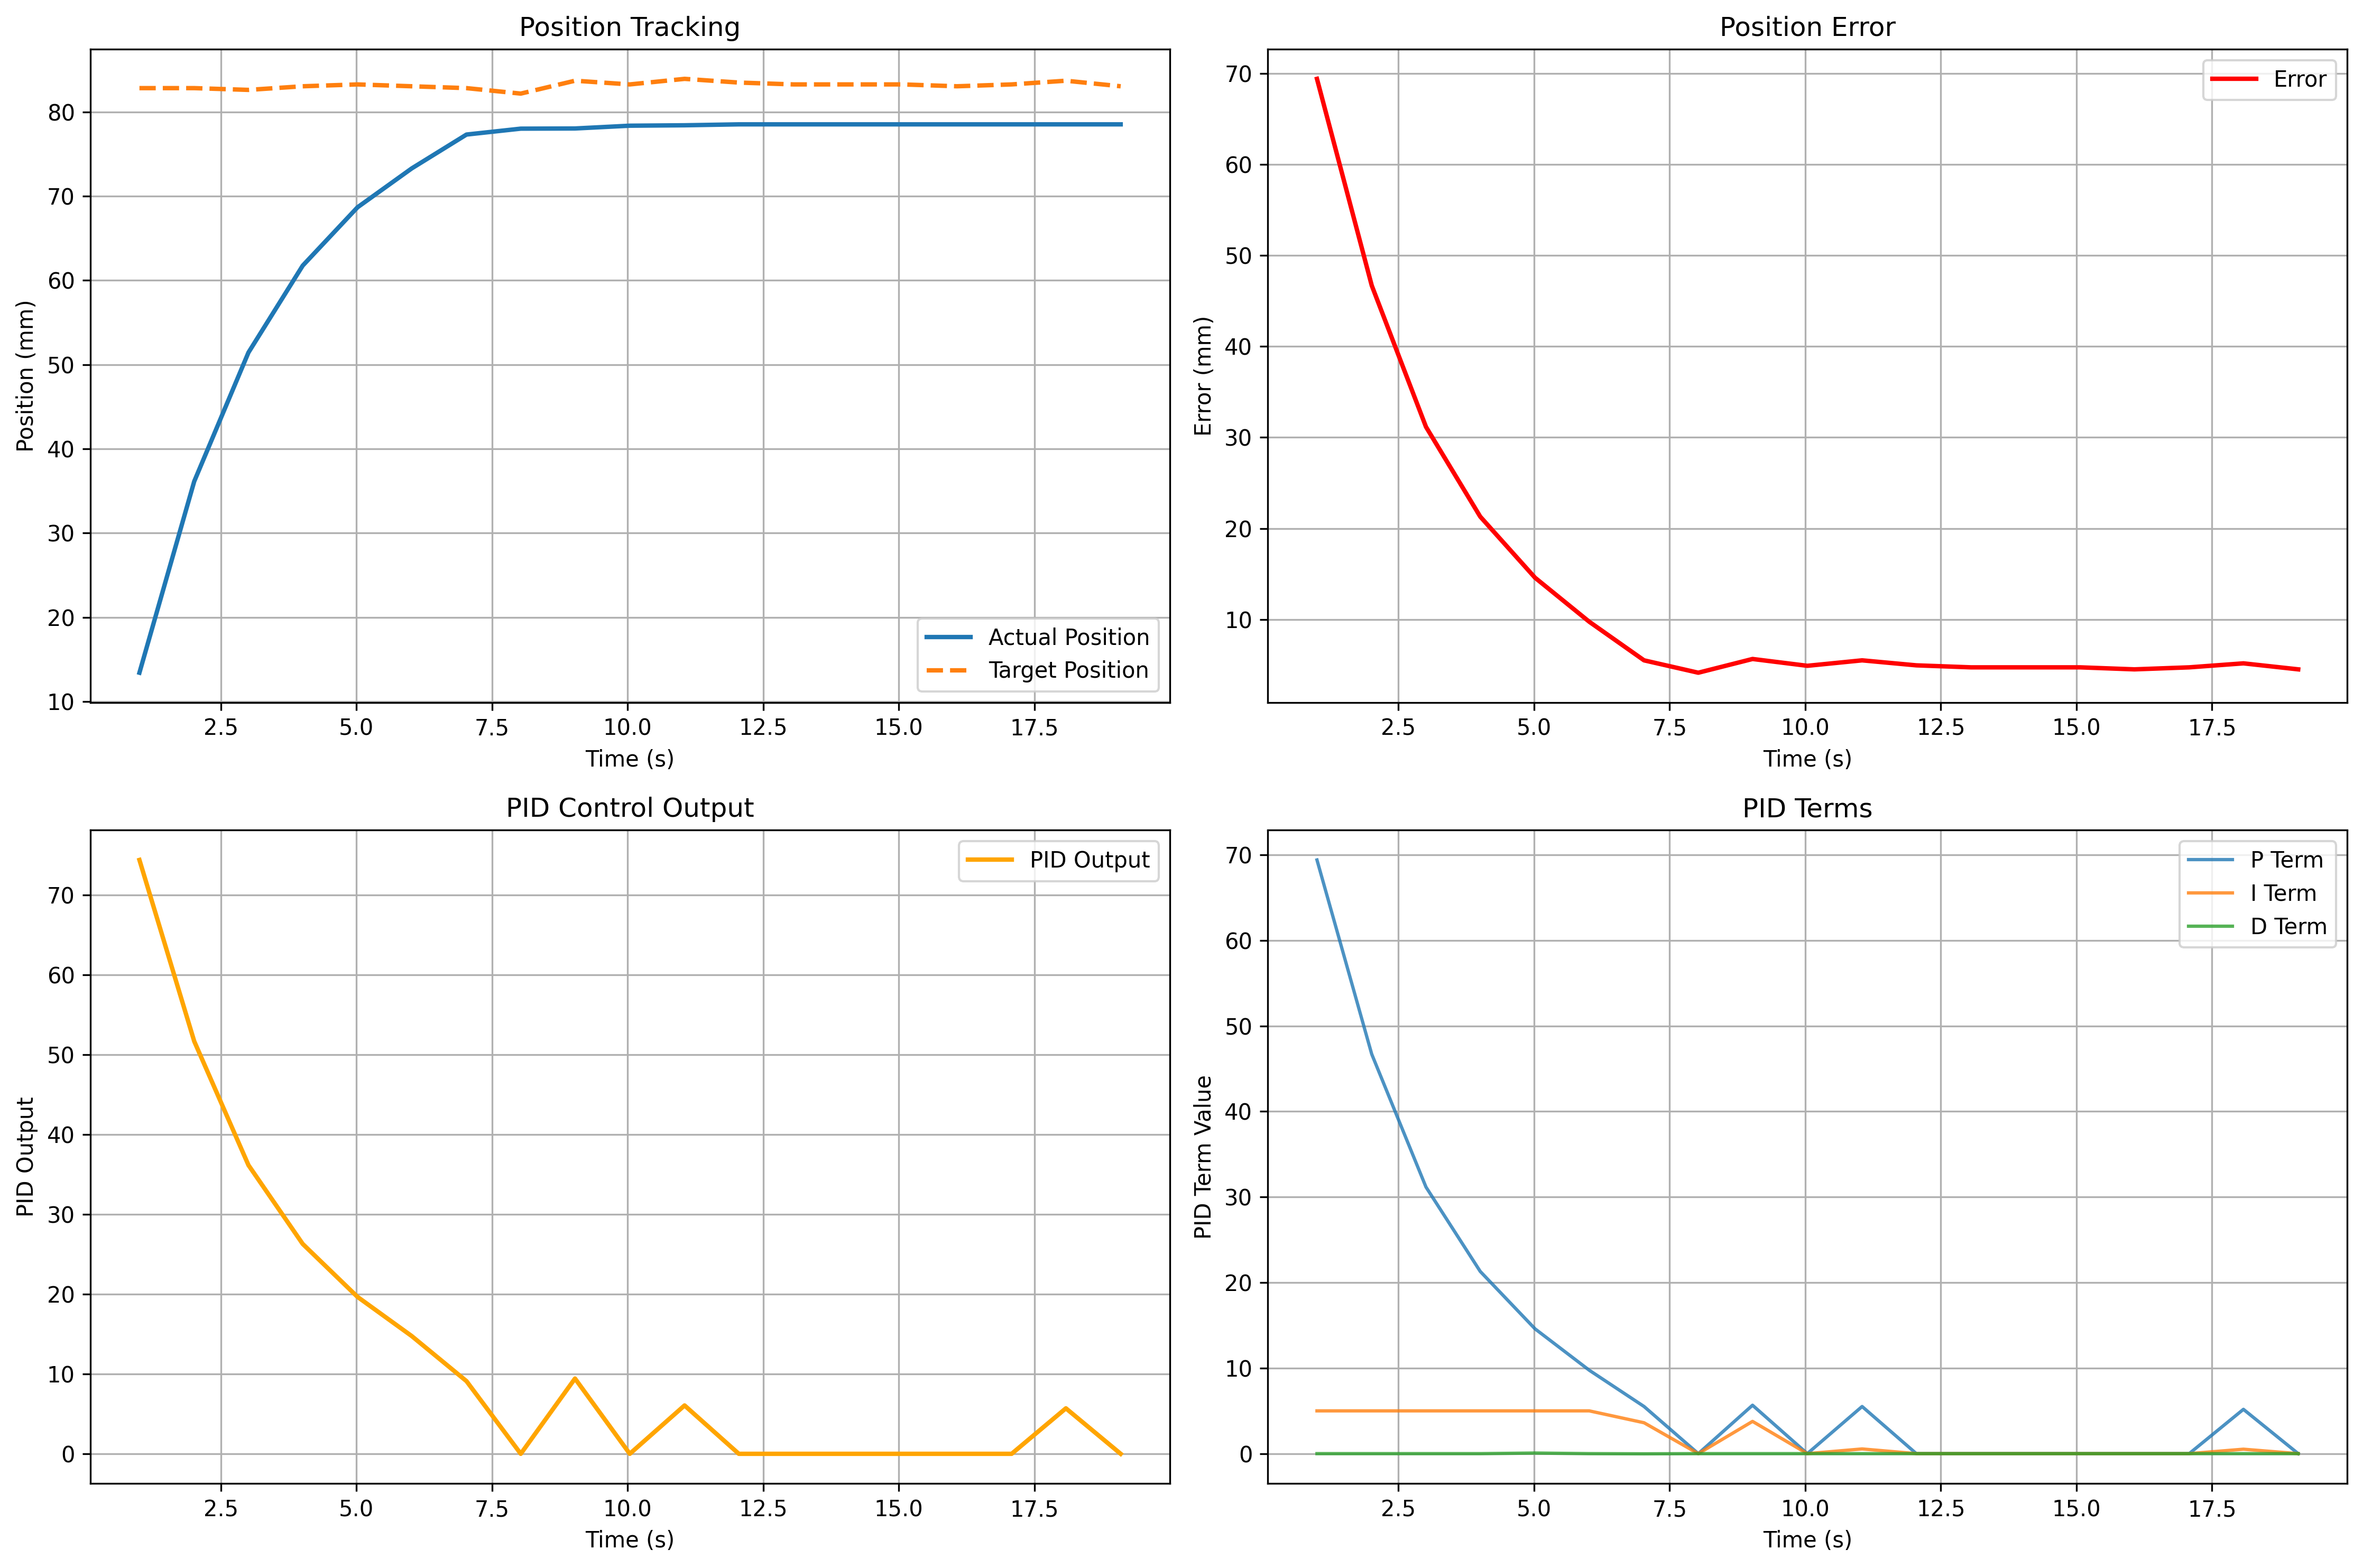 Position Tracking
Position (mm)
80
70
60
50
40
30
20
10
Actual Position
Target Position
2.5 5.0 7.5 10.0 12.5 15.0 17.5
Time (s)
Position Error
Error (mm)
70
60
50
40
30
20
10
Error
2.5 5.0 7.5 10.0 12.5 15.0 17.5
Time (s)
PID Control Output
PID Output
70
60
50
40
30
20
10
0
PID Output
2.5 5.0 7.5 10.0 12.5 15.0 17.5
Time (s)
PID Terms
PID Term Value
70
60
50
40
30
20
10
0
P Term
I Term
D Term
2.5 5.0 7.5 10.0 12.5 15.0 17.5
Time (s)